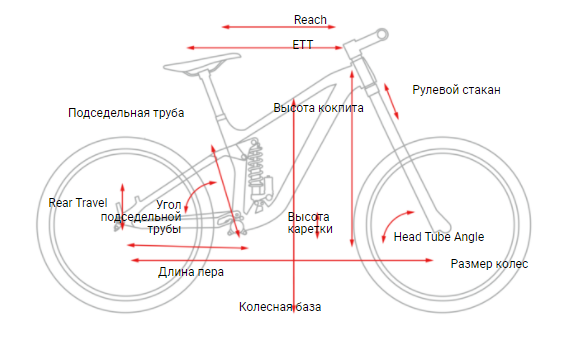 Reach
ETT
Рулевой стакан
Высота коклита
Подседельная труба
Rear Travel
Угол
подседельной
трубы
Высота
каретки
Head Tube Angle
Размер колес
Длина пера
Колесная база